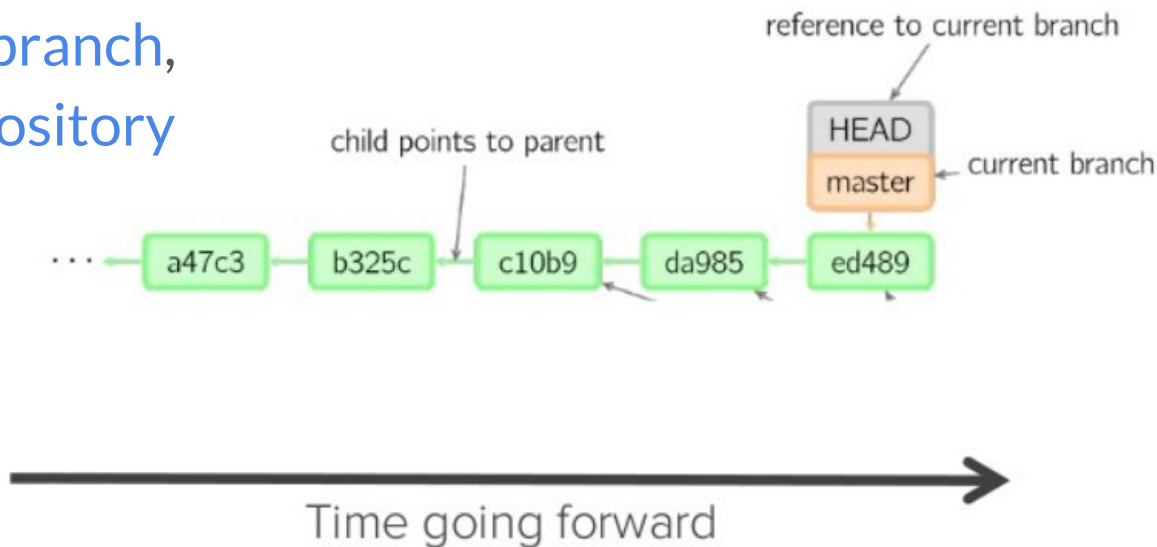 branch,
ository
reference to current branch
child points to parent
HEAD
master
current branch
... a47c3 b325c c10b9 da985 ed489
Time going forward